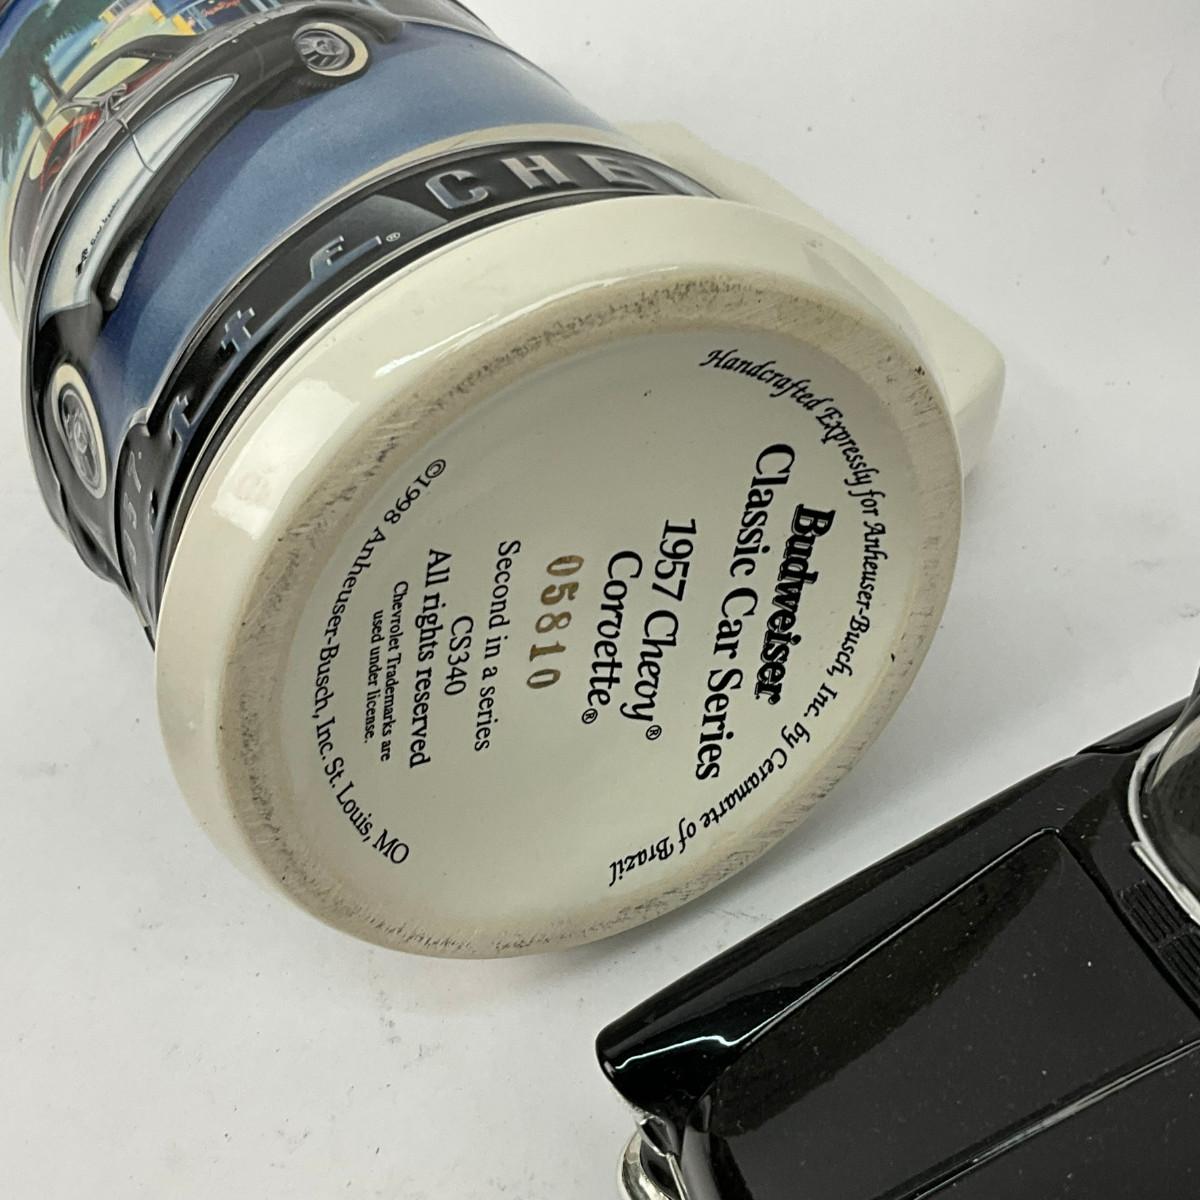 Handcrafted Expressly for Anheuser-Busch, Inc. by Ceramarte of Brazil
Budweiser
Classic Car Series
1957 Chevy®
Corvette®
05810
Second in a series
CS340
All rights reserved
Chevrolet Trademarks are
used under license.
©1998 Anheuser-Busch, Inc. St. Louis, MO
CHE
tte®